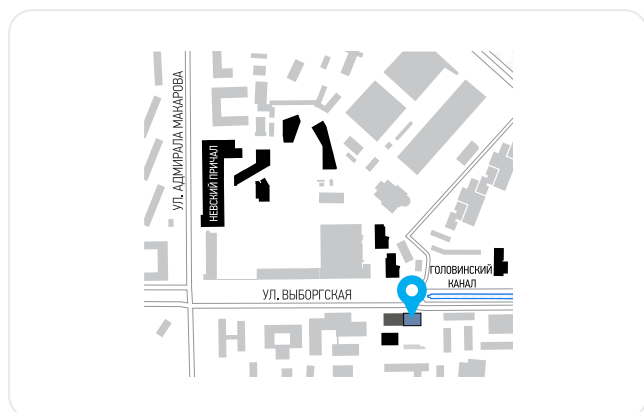 УЛ. АДМИРАЛА МАКАРОВА
НЕВСКИЙ ПРИЧАЛ
ГОЛОВИНСКИЙ
КАНАЛ
УЛ. ВЫБОРГСКАЯ